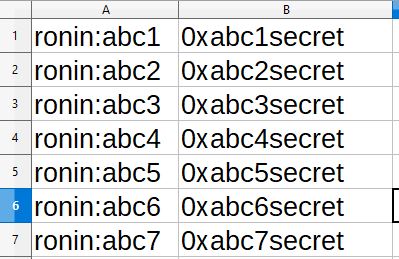 A B
1 ronin:abc1 0xabc1secret
2 ronin:abc2 0xabc2secret
3 ronin:abc3 0xabc3secret
4 ronin:abc4 0xabc4secret
5 ronin:abc5 0xabc5secret
6 ronin:abc6 0xabc6secret
7 ronin:abc7 0xabc7secret